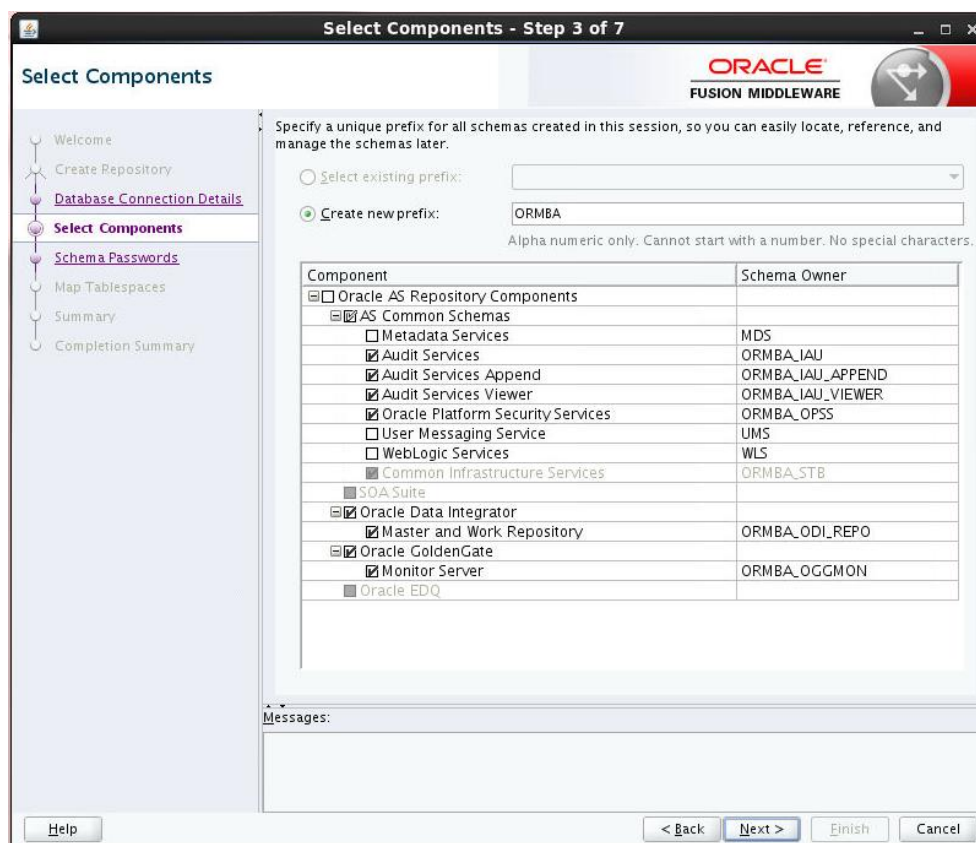 Select Components - Step 3 of 7
Select Components
ORACLE
FUSION MIDDLEWARE
Welcome
Create Repository
Database Connection Details
Select Components
Schema Passwords
Map Tablespaces
Summary
Completion Summary
Specify a unique prefix for all schemas created in this session, so you can easily locate, reference, and
manage the schemas later.
Select existing prefix:
Create new prefix: ORMBA
Alpha numeric only. Cannot start with a number. No special characters.
Component Schema Owner
Oracle AS Repository Components
AS Common Schemas
Metadata Services MDS
Audit Services ORMBA_IAU
Audit Services Append ORMBA_IAU_APPEND
Audit Services Viewer ORMBA_IAU_VIEWER
Oracle Platform Security Services ORMBA_OPSS
User Messaging Service UMS
WebLogic Services WLS
Common Infrastructure Services ORMBA_STB
SOA Suite
Oracle Data Integrator
Master and Work Repository ORMBA_ODI_REPO
Oracle GoldenGate
Monitor Server ORMBA_OGGMON
Oracle EDQ
Messages:
Help < Back Next > Finish Cancel